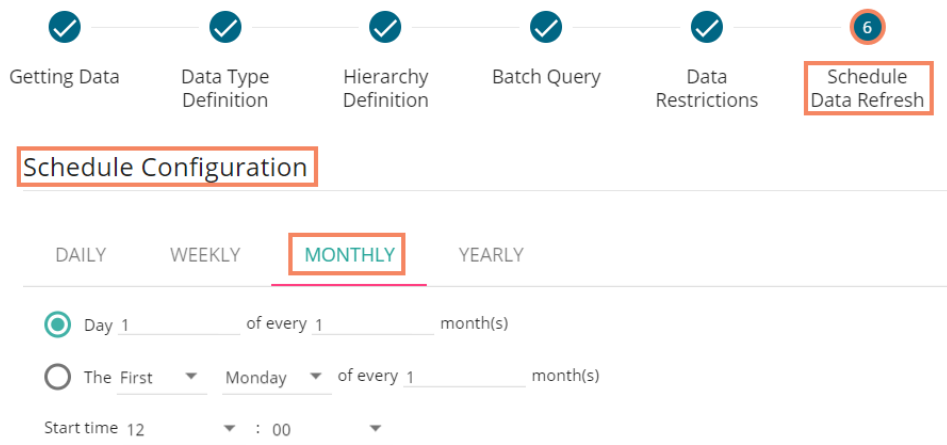 6
Getting Data Data Type Hierarchy Batch Query Data Schedule
Definition Definition Restrictions Data Refresh
Schedule Configuration
DAILY WEEKLY MONTHLY YEARLY
Day 1 of every 1 month(s)
The First Monday of every 1 month(s)
Start time 12 : 00